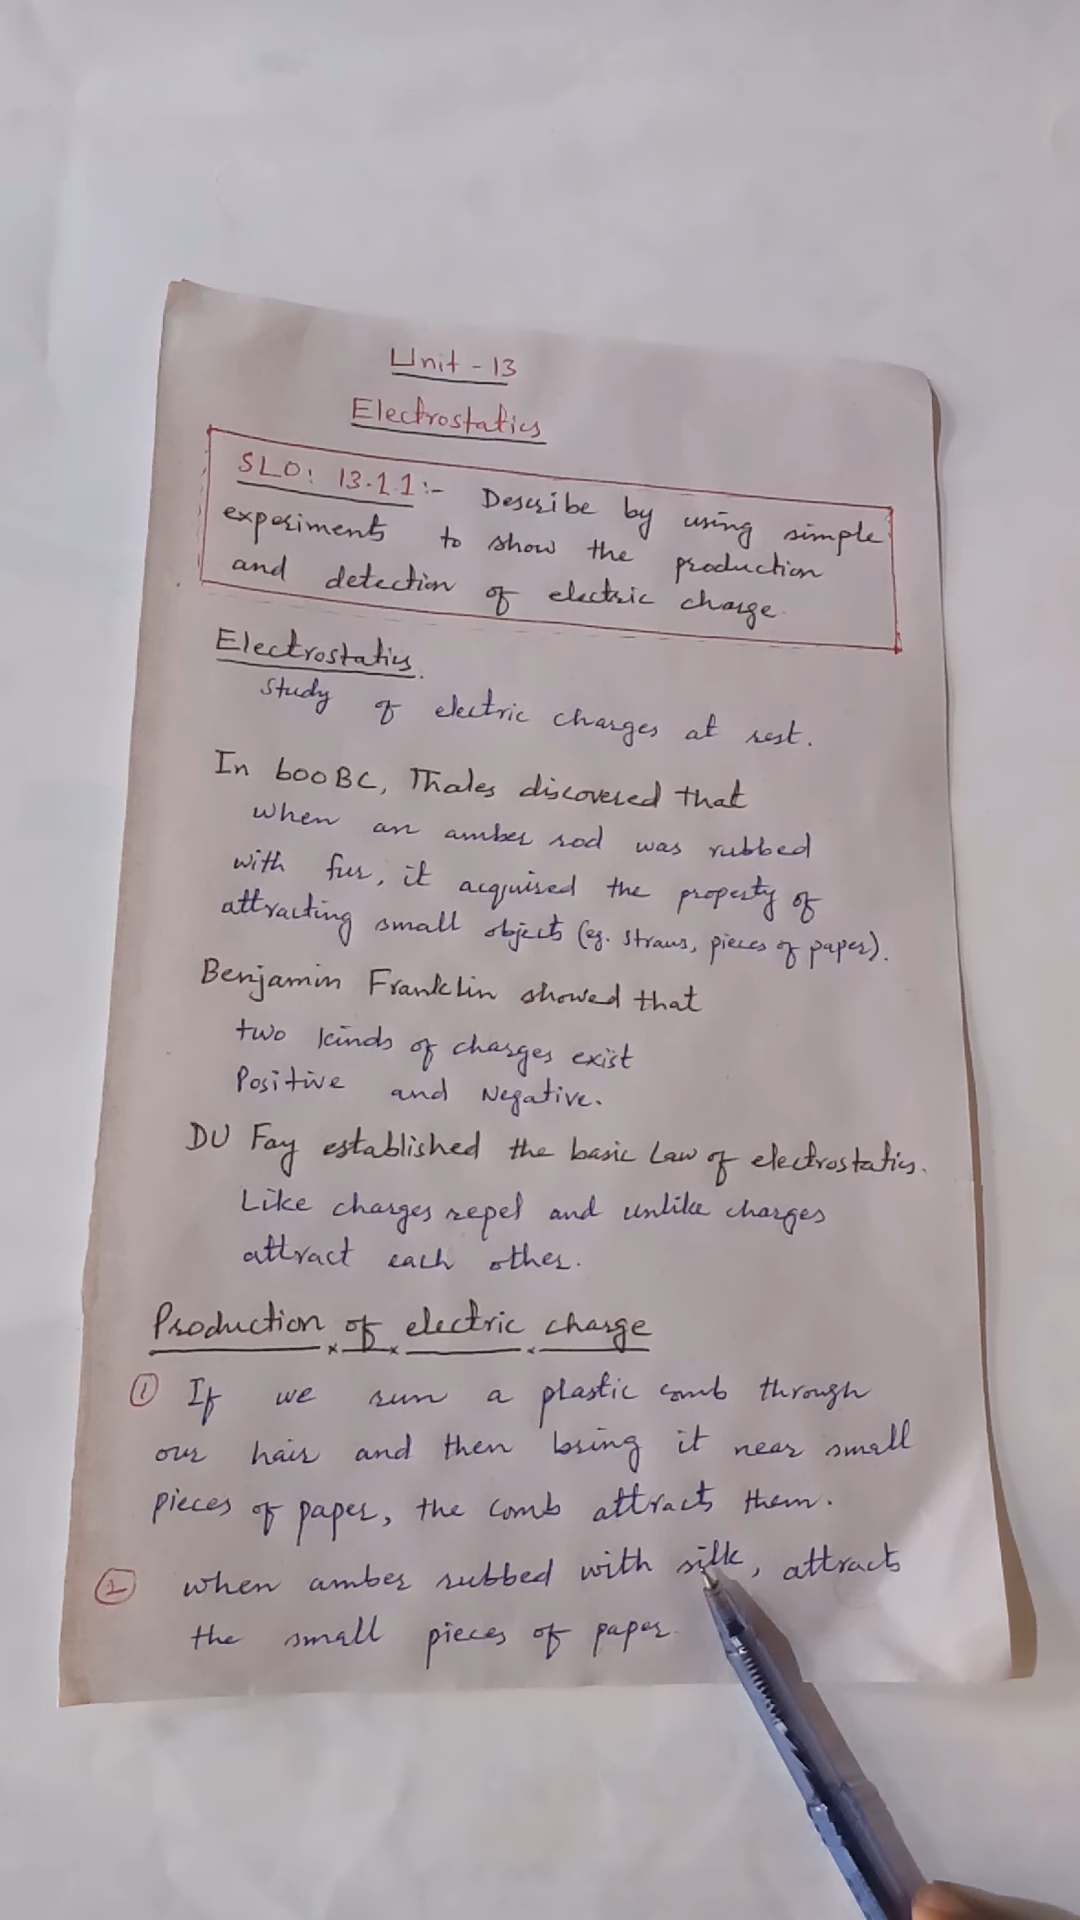 Unit - 13
Electrostatics
SLO: 13.1.1:- Describe by using simple
experiments to show the production
and detection of electric charge.
Electrostatics.
Study of electric charges at rest.
In 600 BC, Thales discovered that
when an amber rod was rubbed
with fur, it acquired the property of
attracting small objects (eg. straws, pieces of paper).
Benjamin Franklin showed that
two kinds of charges exist
Positive and Negative.
DU Fay established the basic Law of electrostatics.
Like charges repel and unlike charges
attract each other.
Production of electric charge
① If we run a plastic comb through
our hair and then bring it near small
pieces of paper, the comb attracts them.
② when amber rubbed with silk, attracts
the small pieces of paper.